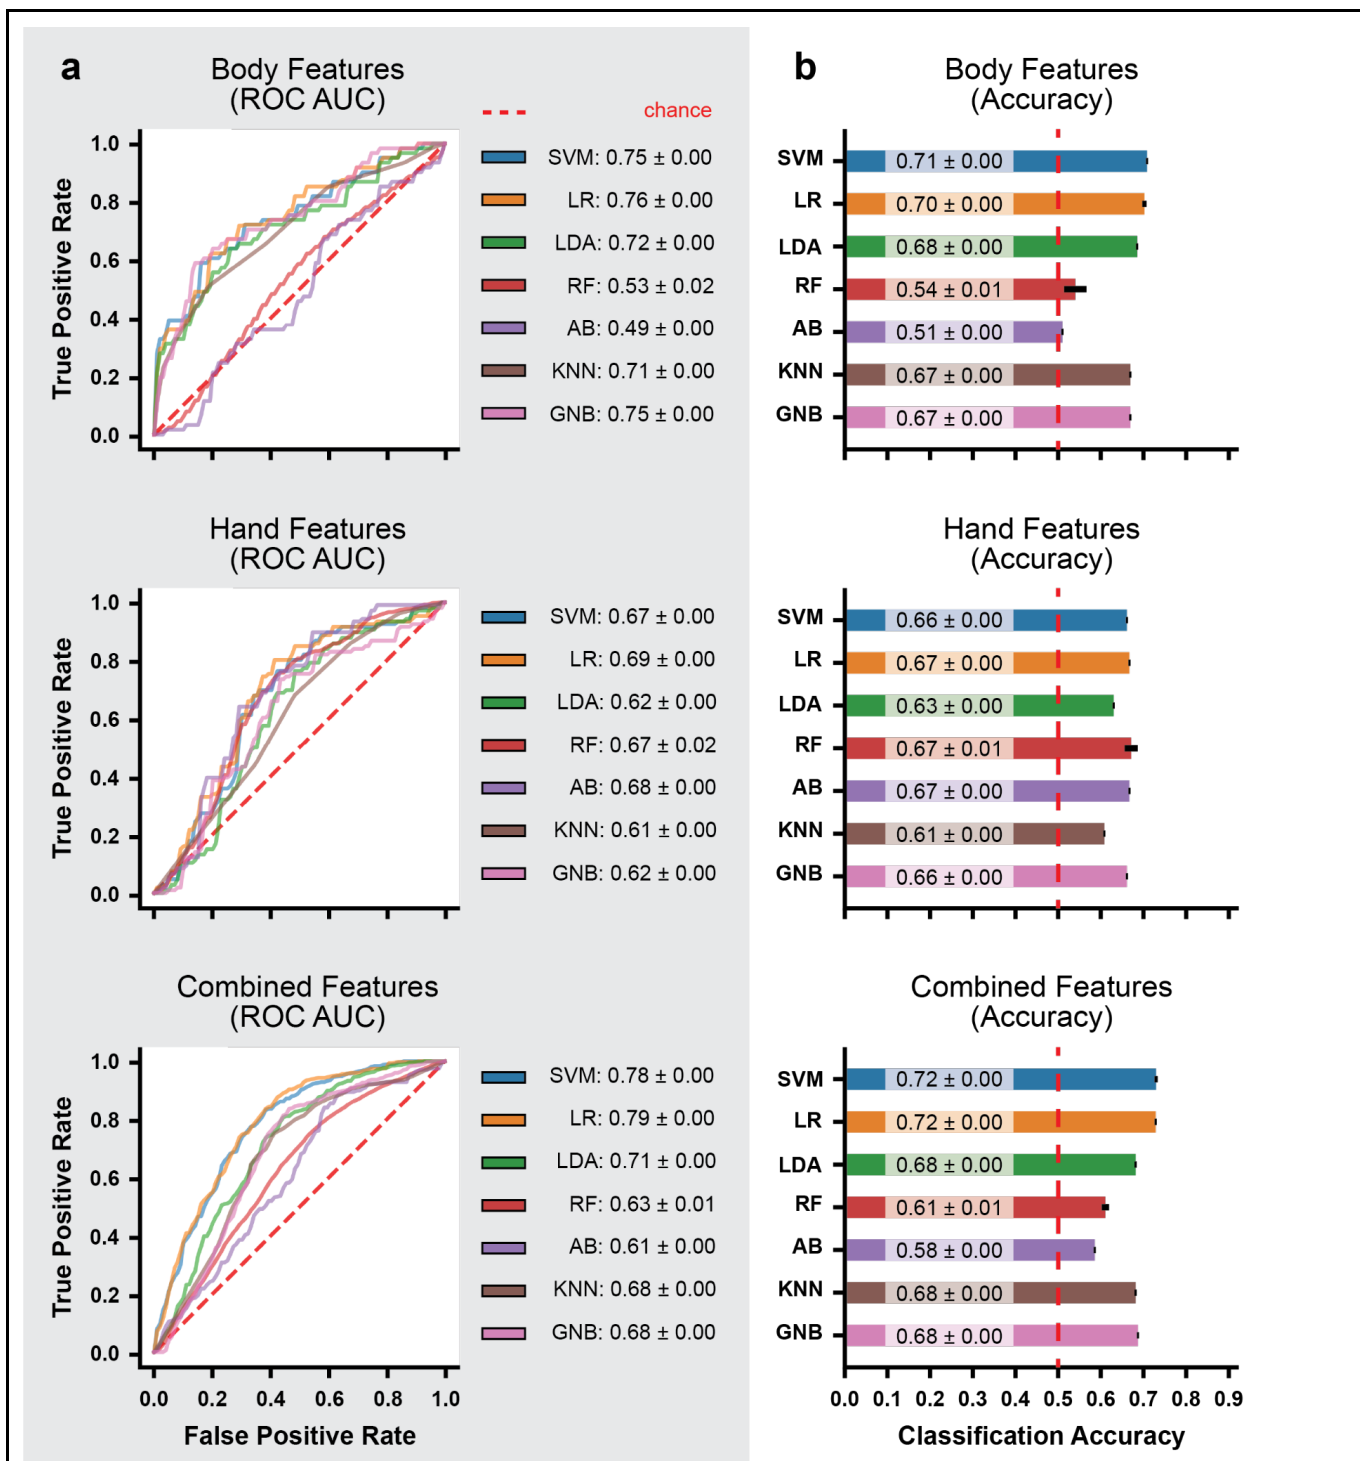 a
Body Features
(ROC AUC)
True Positive Rate
1.0
0.8
0.6
0.4
0.2
0.0
chance
SVM: 0.75 ± 0.00
LR: 0.76 ± 0.00
LDA: 0.72 ± 0.00
RF: 0.53 ± 0.02
AB: 0.49 ± 0.00
KNN: 0.71 ± 0.00
GNB: 0.75 ± 0.00
Hand Features
(ROC AUC)
True Positive Rate
1.0
0.8
0.6
0.4
0.2
0.0
SVM: 0.67 ± 0.00
LR: 0.69 ± 0.00
LDA: 0.62 ± 0.00
RF: 0.67 ± 0.02
AB: 0.68 ± 0.00
KNN: 0.61 ± 0.00
GNB: 0.62 ± 0.00
Combined Features
(ROC AUC)
True Positive Rate
1.0
0.8
0.6
0.4
0.2
0.0
SVM: 0.78 ± 0.00
LR: 0.79 ± 0.00
LDA: 0.71 ± 0.00
RF: 0.63 ± 0.01
AB: 0.61 ± 0.00
KNN: 0.68 ± 0.00
GNB: 0.68 ± 0.00
0.0 0.2 0.4 0.6 0.8 1.0
False Positive Rate
b
Body Features
(Accuracy)
SVM 0.71 ± 0.00
LR 0.70 ± 0.00
LDA 0.68 ± 0.00
RF 0.54 ± 0.01
AB 0.51 ± 0.00
KNN 0.67 ± 0.00
GNB 0.67 ± 0.00
Hand Features
(Accuracy)
SVM 0.66 ± 0.00
LR 0.67 ± 0.00
LDA 0.63 ± 0.00
RF 0.67 ± 0.01
AB 0.67 ± 0.00
KNN 0.61 ± 0.00
GNB 0.66 ± 0.00
Combined Features
(Accuracy)
SVM 0.72 ± 0.00
LR 0.72 ± 0.00
LDA 0.68 ± 0.00
RF 0.61 ± 0.01
AB 0.58 ± 0.00
KNN 0.68 ± 0.00
GNB 0.68 ± 0.00
0.0 0.1 0.2 0.3 0.4 0.5 0.6 0.7 0.8 0.9
Classification Accuracy